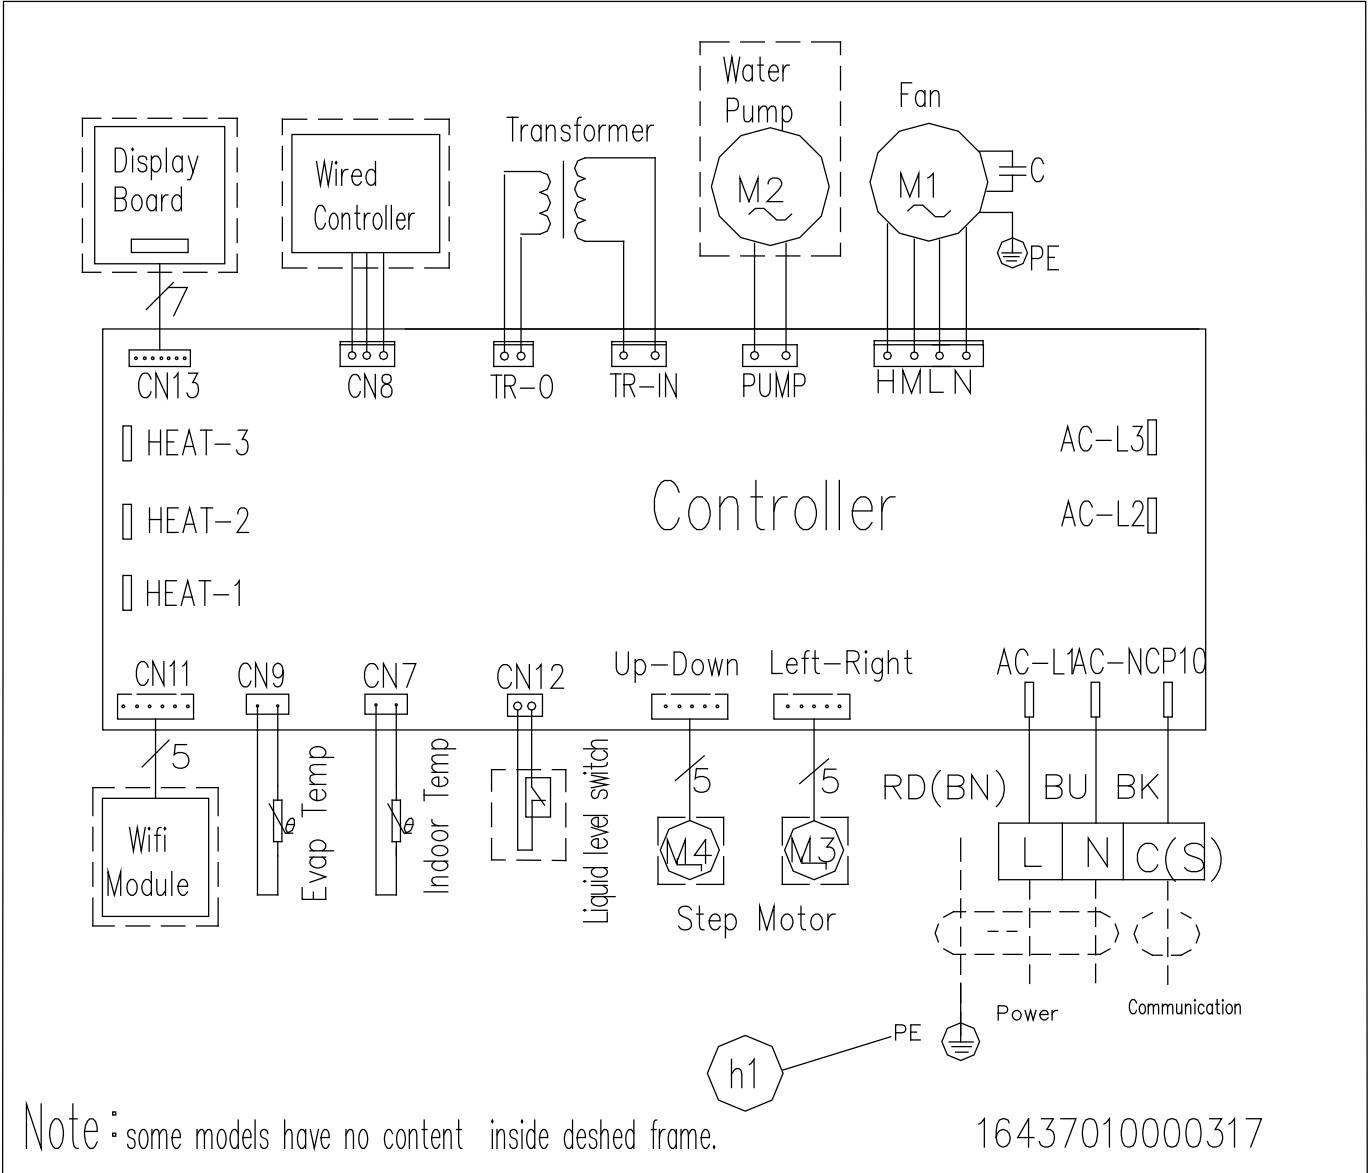 Water
Pump
Fan
Transformer
Display
Board
Wired
Controller
M2
M1
C
PE
7
CN13
CN8
TR-O
TR-IN
PUMP
H M L N
HEAT-3
AC-L3
Controller
HEAT-2
AC-L2
HEAT-1
CN11
CN9
CN7
CN12
Up-Down
Left-Right
AC-L1
AC-N
CP10
5
Evap Temp
θ
Indoor Temp
θ
Liquid level switch
5
5
RD(BN)
BU
BK
Wifi
Module
M4
M3
L
N
C(S)
Step Motor
Power
Communication
PE
h1
Note: some models have no content inside deshed frame.
16437010000317